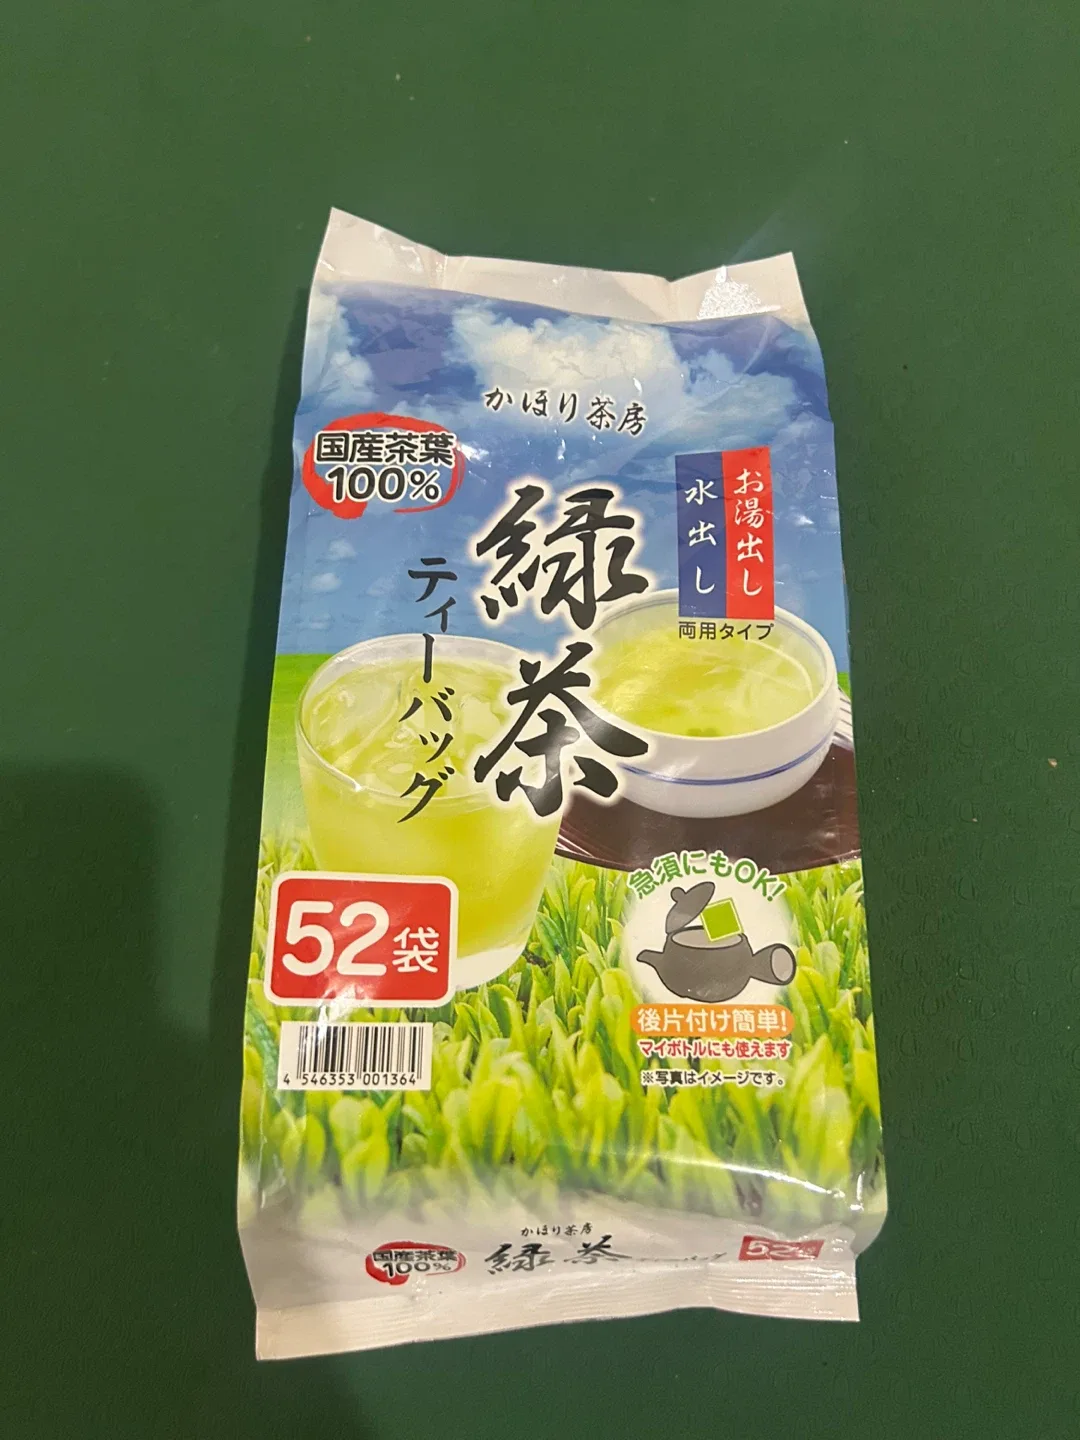 かほり茶房
国産茶葉
100%
お湯出し
水出し
両用タイプ
緑茶
ティーバッグ
急須にもOK!
52袋
後片付け簡単!
マイボトルにも使えます
※写真はイメージです。
4 546353 001364
かほり茶房
国産茶葉
100%
緑茶
52袋